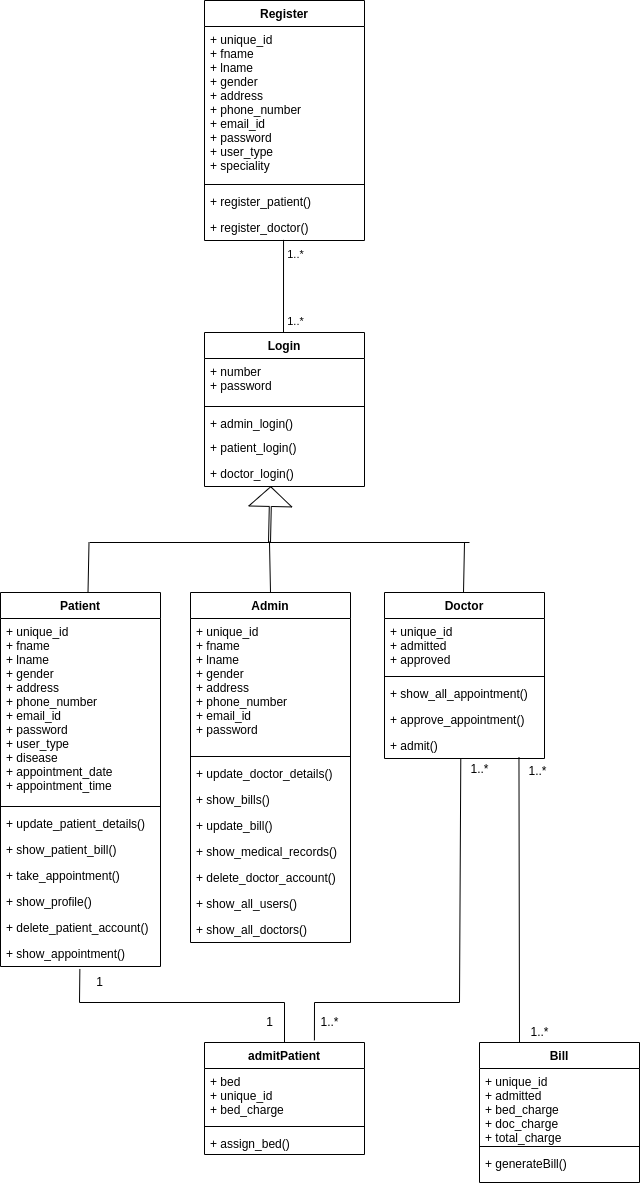 Register
+ unique_id
+ fname
+ lname
+ gender
+ address
+ phone_number
+ email_id
+ password
+ user_type
+ speciality
+ register_patient()
+ register_doctor()
1..*
1..*
Login
+ number
+ password
+ admin_login()
+ patient_login()
+ doctor_login()
Patient
+ unique_id
+ fname
+ lname
+ gender
+ address
+ phone_number
+ email_id
+ password
+ user_type
+ disease
+ appointment_date
+ appointment_time
+ update_patient_details()
+ show_patient_bill()
+ take_appointment()
+ show_profile()
+ delete_patient_account()
+ show_appointment()
Admin
+ unique_id
+ fname
+ lname
+ gender
+ address
+ phone_number
+ email_id
+ password
+ update_doctor_details()
+ show_bills()
+ update_bill()
+ show_medical_records()
+ delete_doctor_account()
+ show_all_users()
+ show_all_doctors()
Doctor
+ unique_id
+ admitted
+ approved
+ show_all_appointment()
+ approve_appointment()
+ admit()
1..*
1..*
1
1
1..*
1..*
admitPatient
+ bed
+ unique_id
+ bed_charge
+ assign_bed()
Bill
+ unique_id
+ admitted
+ bed_charge
+ doc_charge
+ total_charge
+ generateBill()